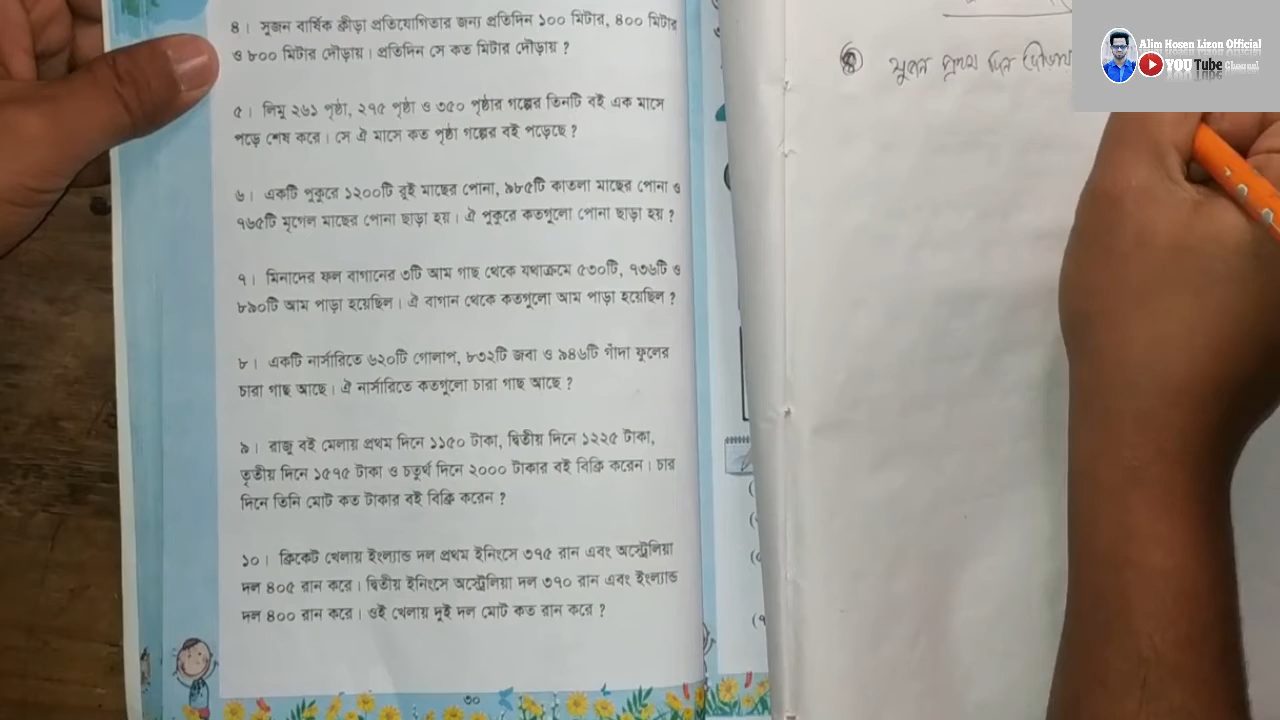 ৪। সুজন বার্ষিক ক্রীড়া প্রতিযোগিতার জন্য প্রতিদিন ১০০ মিটার, ৪০০ মিটার
ও ৮০০ মিটার দৌড়ায়। প্রতিদিন সে কত মিটার দৌড়ায় ?
৫। লিমু ২৬১ পৃষ্ঠা, ২৭৫ পৃষ্ঠা ও ৩৫০ পৃষ্ঠার গল্পের তিনটি বই এক মাসে
পড়ে শেষ করে। সে ঐ মাসে কত পৃষ্ঠা গল্পের বই পড়েছে ?
৬। একটি পুকুরে ১২০০টি রুই মাছের পোনা, ৯৮৫টি কাতলা মাছের পোনা ও
৭৬৫টি মৃগেল মাছের পোনা ছাড়া হয়। ঐ পুকুরে কতগুলো পোনা ছাড়া হয় ?
৭। মিনাদের ফল বাগানের ৩টি আম গাছ থেকে যথাক্রমে ৫৩০টি, ৭৩৬টি ও
৮৯০টি আম পাড়া হয়েছিল। ঐ বাগান থেকে কতগুলো আম পাড়া হয়েছিল ?
৮। একটি নার্সারিতে ৬২০টি গোলাপ, ৮৩২টি জবা ও ৯৪৬টি গাঁদা ফুলের
চারা গাছ আছে। ঐ নার্সারিতে কতগুলো চারা গাছ আছে ?
৯। রাজু বই মেলায় প্রথম দিনে ১১৫০ টাকা, দ্বিতীয় দিনে ১২২৫ টাকা,
তৃতীয় দিনে ১৫৭৫ টাকা ও চতুর্থ দিনে ২০০০ টাকার বই বিক্রি করেন। চার
দিনে তিনি মোট কত টাকার বই বিক্রি করেন ?
১০। ক্রিকেট খেলায় ইংল্যান্ড দল প্রথম ইনিংসে ৩৭৫ রান এবং অস্ট্রেলিয়া
দল ৪০৫ রান করে। দ্বিতীয় ইনিংসে অস্ট্রেলিয়া দল ৩৭০ রান এবং ইংল্যান্ড
দল ৪০০ রান করে। ওই খেলায় দুই দল মোট কত রান করে ?
৩০
সুজন প্রথম দিন দৌড়ায়
Alim Hosen Lizon Official
YOU Tube Channel